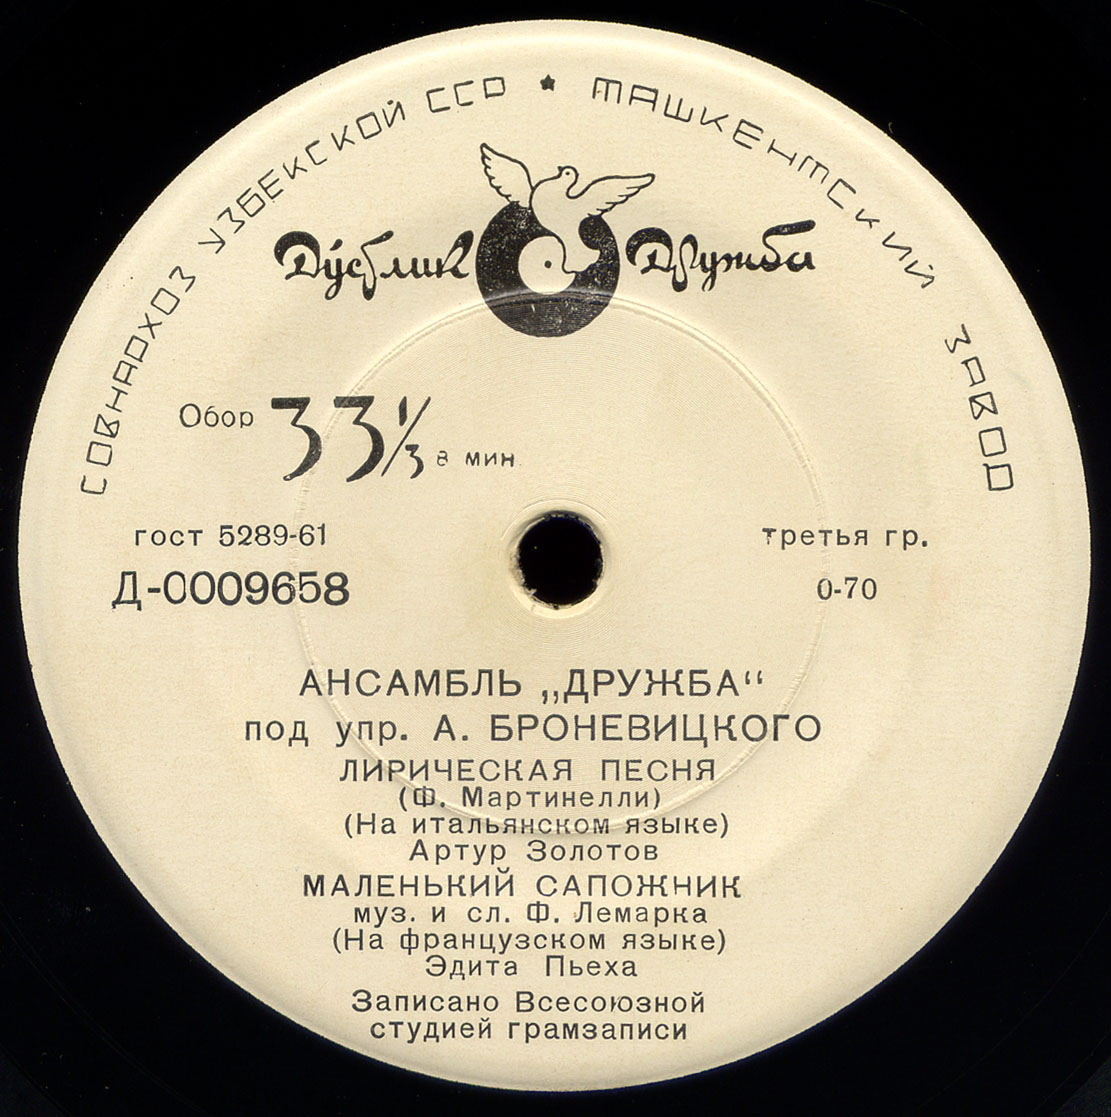 СОВНАРХОЗ УЗБЕКСКОЙ ССР ★ ТАШКЕНТСКИЙ ЗАВОД
Дўстлик Дружба
Обор 33⅓ в мин
гост 5289-61 третья гр.
Д-0009658 0-70
АНСАМБЛЬ „ДРУЖБА“
под упр. А. БРОНЕВИЦКОГО
ЛИРИЧЕСКАЯ ПЕСНЯ
(Ф. Мартинелли)
(На итальянском языке)
Артур Золотов
МАЛЕНЬКИЙ САПОЖНИК
муз. и сл. Ф. Лемарка
(На французском языке)
Эдита Пьеха
Записано Всесоюзной
студией грамзаписи